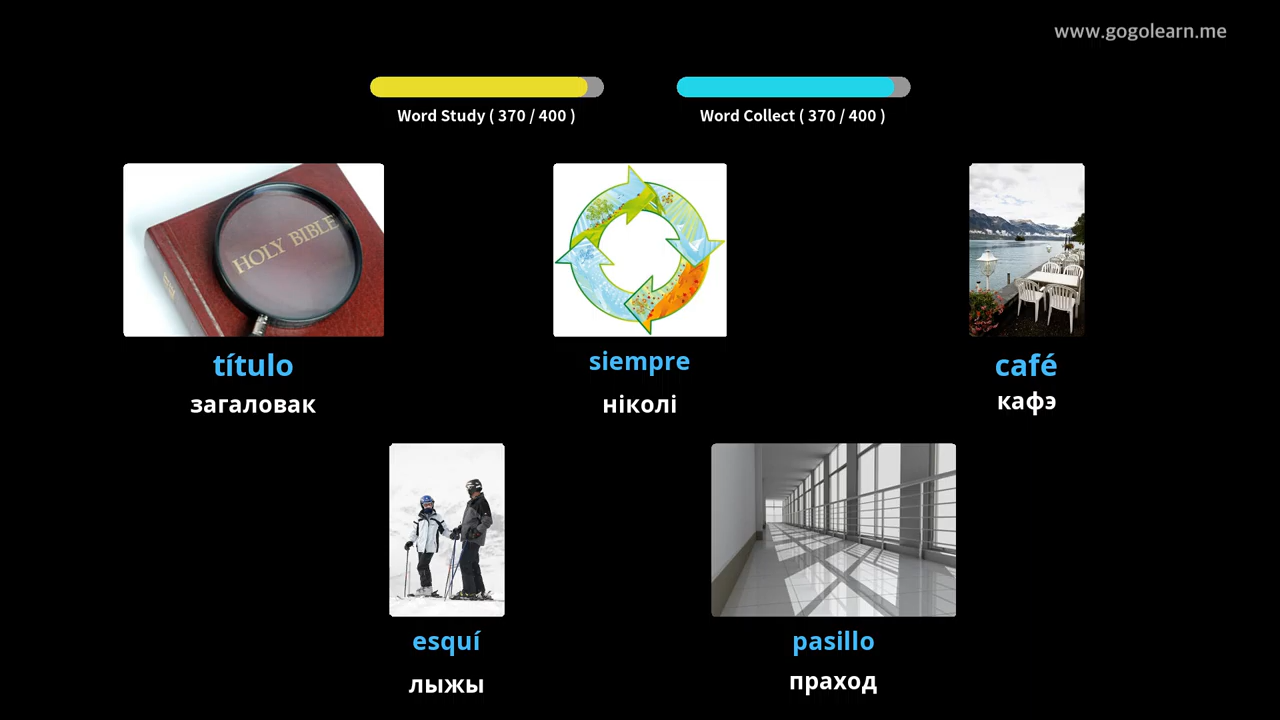 www.gogolearn.me
Word Study ( 370 / 400 )
Word Collect ( 370 / 400 )
HOLY BIBLE
título
загаловак
siempre
ніколі
café
кафэ
esquí
лыжы
pasillo
праход